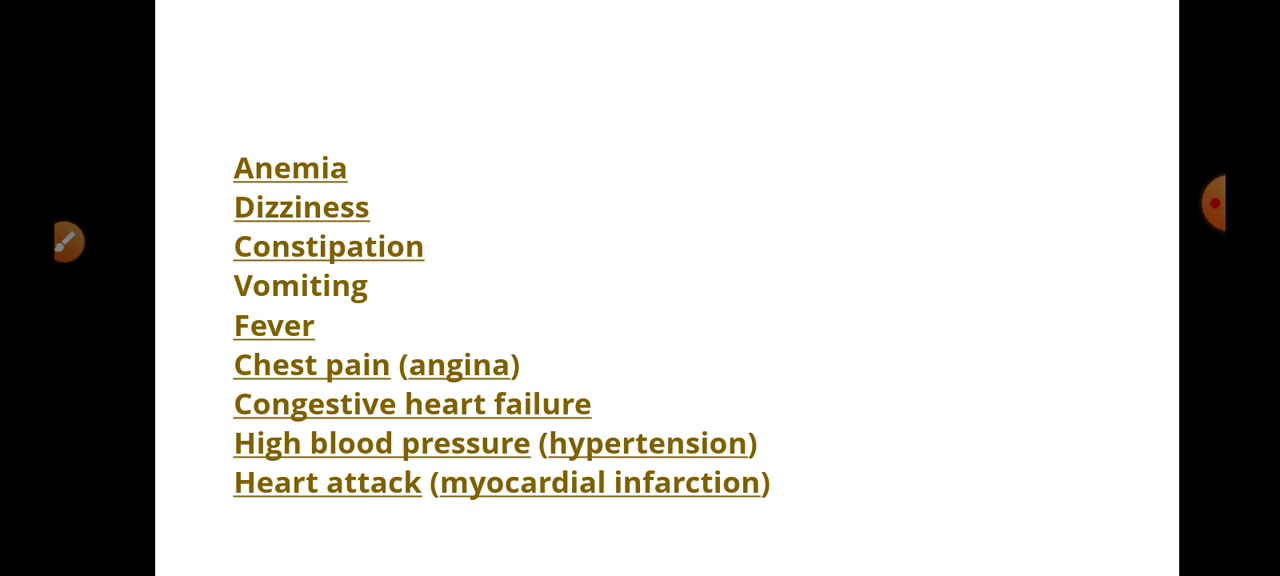 Anemia
Dizziness
Constipation
Vomiting
Fever
Chest pain (angina)
Congestive heart failure
High blood pressure (hypertension)
Heart attack (myocardial infarction)